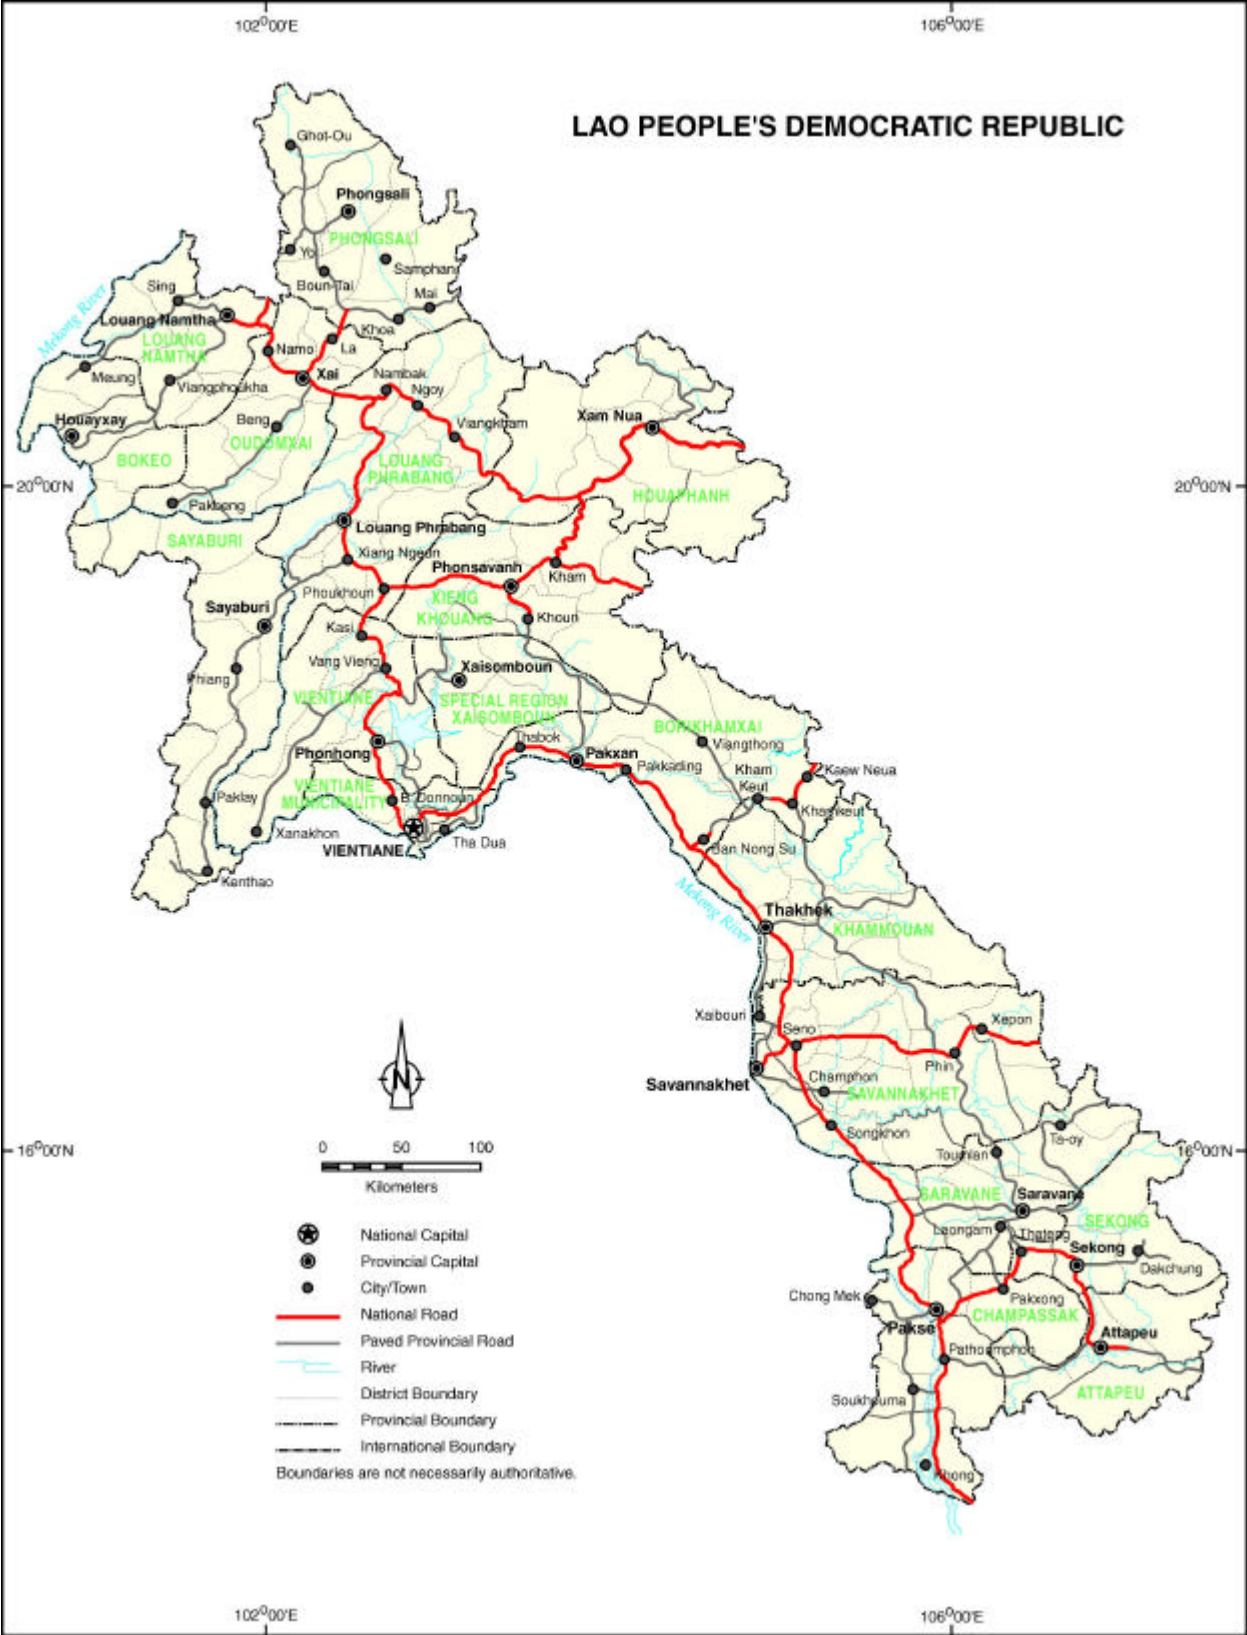 102°00'E
106°00'E
LAO PEOPLE'S DEMOCRATIC REPUBLIC
Ghot-Ou
Phongsali
PHONGSALI
Yo
Samphan
Boun-Tai
Sing
Mai
Mekong River
Louang Namtha
Khoa
LOUANG
NAMTHA
Namo
La
Meung
Viangphoukha
Xai
Nambak
Ngoy
Houayxay
Beng
Viangkham
Xam Nua
OUDOMXAI
BOKEO
LOUANG
PHRABANG
20°00'N
20°00'N
HOUAPHANH
Pakbeng
Louang Phrabang
SAYABURI
Xiang Ngeun
Phonsavanh
Kham
Phoukhoun
XIENG
KHOUANG
Sayaburi
Khoun
Kasi
Vang Vieng
Xaisomboun
Phiang
VIENTIANE
SPECIAL REGION
XAISOMBOUN
BORIKHAMXAI
Thabok
Viangthong
Phonhong
Pakxan
Pakkading
Kham
Keut
Kaew Neua
VIENTIANE
MUNICIPALITY
Paklay
B. Donnoun
Khamkeut
Xanakhon
Tha Dua
VIENTIANE
Ban Nong Su
Kenthao
Mekong River
Thakhek
KHAMMOUAN
Xaibouri
Seno
Xepon
Phin
Savannakhet
Champhon
SAVANNAKHET
N
Songkhon
Ta-oy
0 50 100
16°00'N
Toumlan
16°00'N
Kilometers
SARAVANE
Saravane
SEKONG
National Capital
Laongam
Thateng
Sekong
Provincial Capital
Dakchung
City/Town
Chong Mek
Pakxong
National Road
CHAMPASSAK
Pakse
Attapeu
Paved Provincial Road
Pathoumphon
River
District Boundary
Soukhouma
ATTAPEU
Provincial Boundary
International Boundary
Boundaries are not necessarily authoritative.
Khong
102°00'E
106°00'E